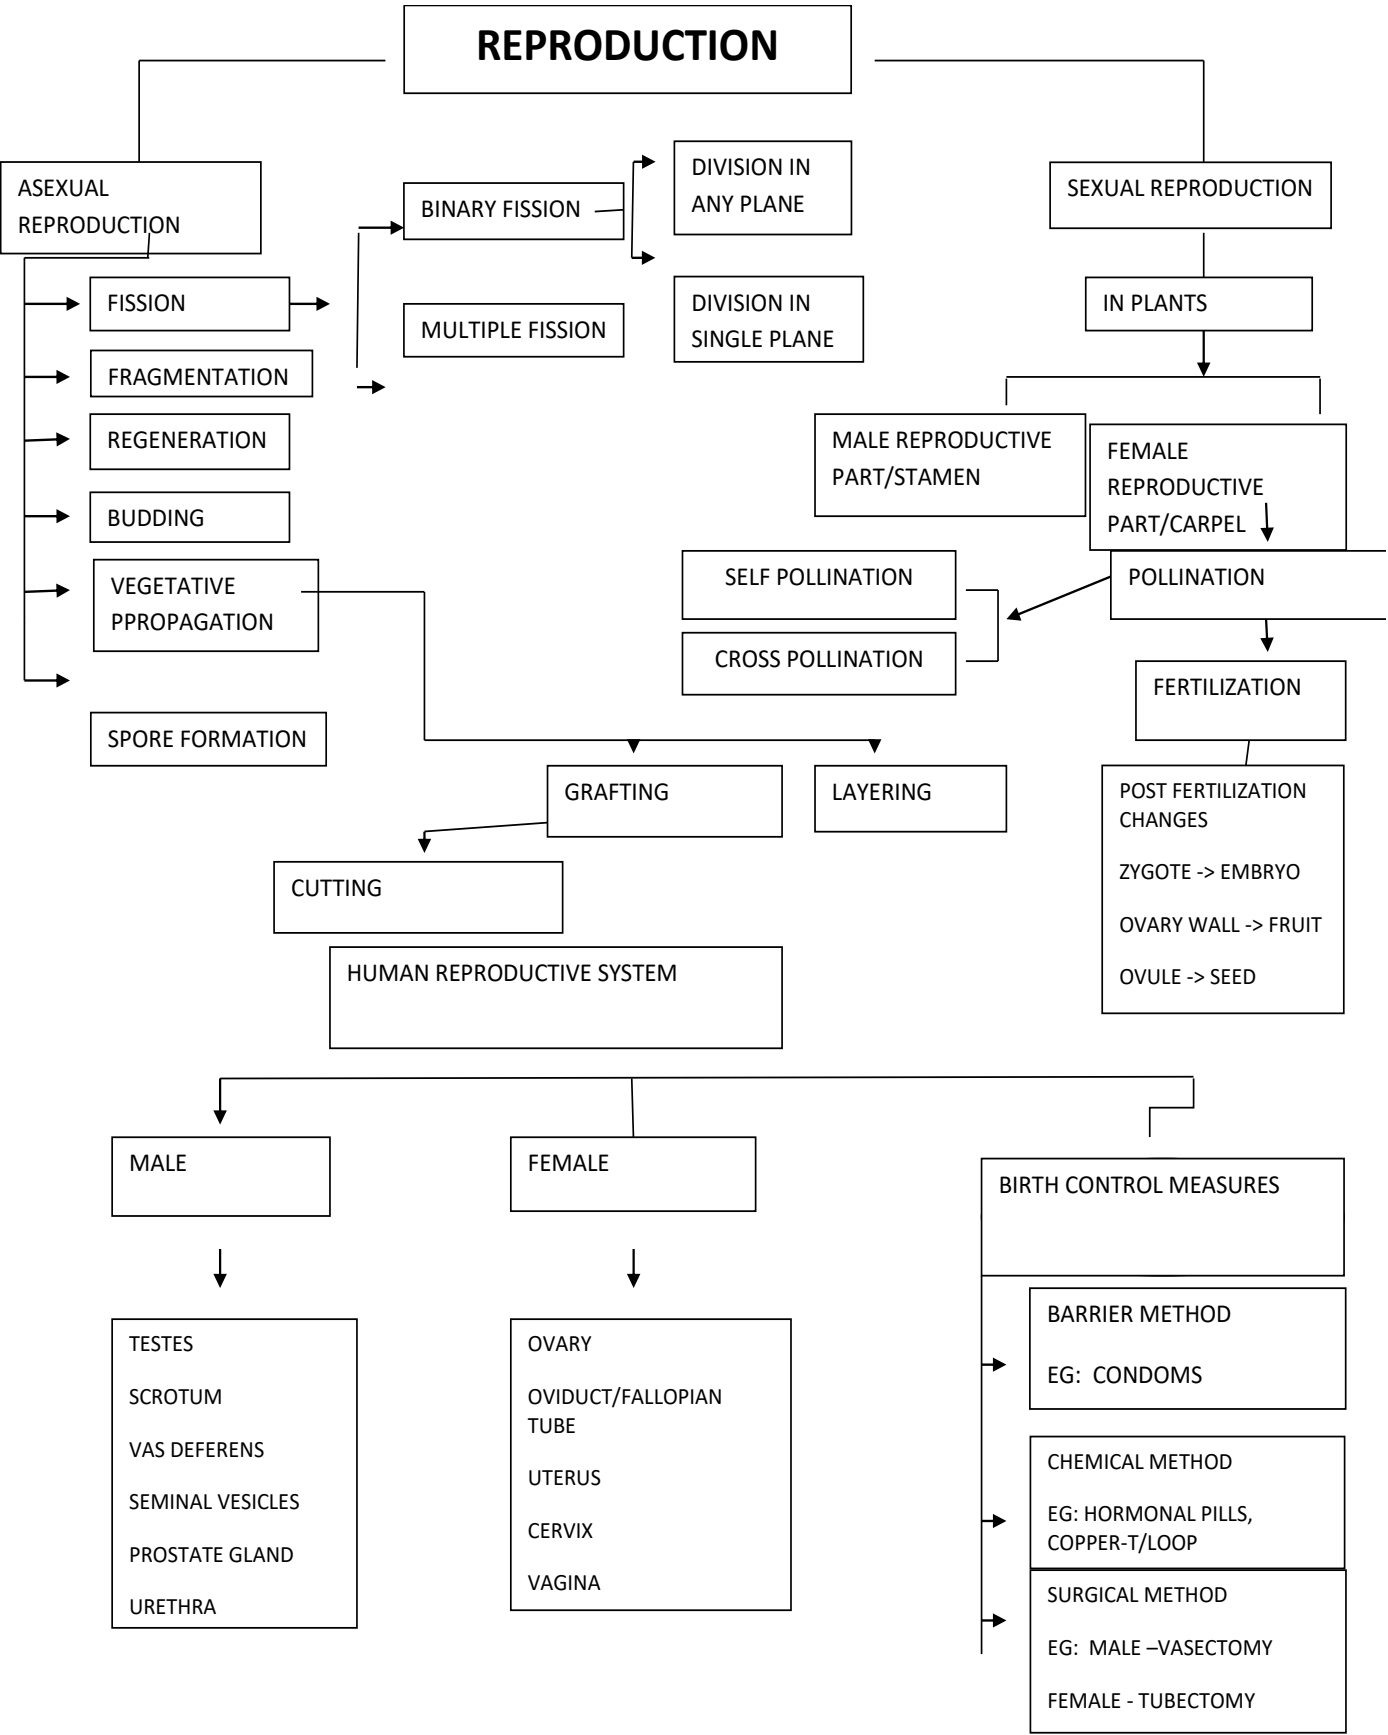 REPRODUCTION
ASEXUAL
REPRODUCTION
BINARY FISSION
DIVISION IN
ANY PLANE
SEXUAL REPRODUCTION
FISSION
MULTIPLE FISSION
DIVISION IN
SINGLE PLANE
IN PLANTS
FRAGMENTATION
REGENERATION
BUDDING
VEGETATIVE
PPROPAGATION
SPORE FORMATION
MALE REPRODUCTIVE
PART/STAMEN
FEMALE
REPRODUCTIVE
PART/CARPEL
SELF POLLINATION
POLLINATION
CROSS POLLINATION
FERTILIZATION
GRAFTING
LAYERING
CUTTING
POST FERTILIZATION
CHANGES
ZYGOTE -> EMBRYO
OVARY WALL -> FRUIT
OVULE -> SEED
HUMAN REPRODUCTIVE SYSTEM
MALE
FEMALE
BIRTH CONTROL MEASURES
TESTES
SCROTUM
VAS DEFERENS
SEMINAL VESICLES
PROSTATE GLAND
URETHRA
OVARY
OVIDUCT/FALLOPIAN
TUBE
UTERUS
CERVIX
VAGINA
BARRIER METHOD
EG:  CONDOMS
CHEMICAL METHOD
EG: HORMONAL PILLS,
COPPER-T/LOOP
SURGICAL METHOD
EG:  MALE –VASECTOMY
FEMALE - TUBECTOMY